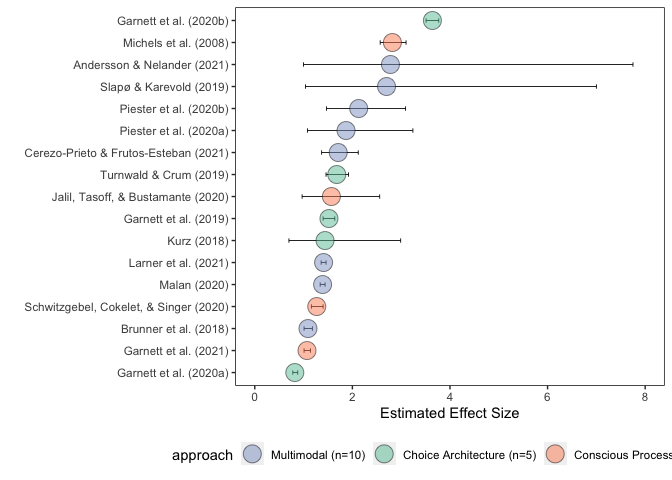 Garnett et al. (2020b)
Michels et al. (2008)
Andersson & Nelander (2021)
Slapø & Karevold (2019)
Piester et al. (2020b)
Piester et al. (2020a)
Cerezo-Prieto & Frutos-Esteban (2021)
Turnwald & Crum (2019)
Jalil, Tasoff, & Bustamante (2020)
Garnett et al. (2019)
Kurz (2018)
Larner et al. (2021)
Malan (2020)
Schwitzgebel, Cokelet, & Singer (2020)
Brunner et al. (2018)
Garnett et al. (2021)
Garnett et al. (2020a)
0 2 4 6 8
Estimated Effect Size
approach Multimodal (n=10) Choice Architecture (n=5) Conscious Process